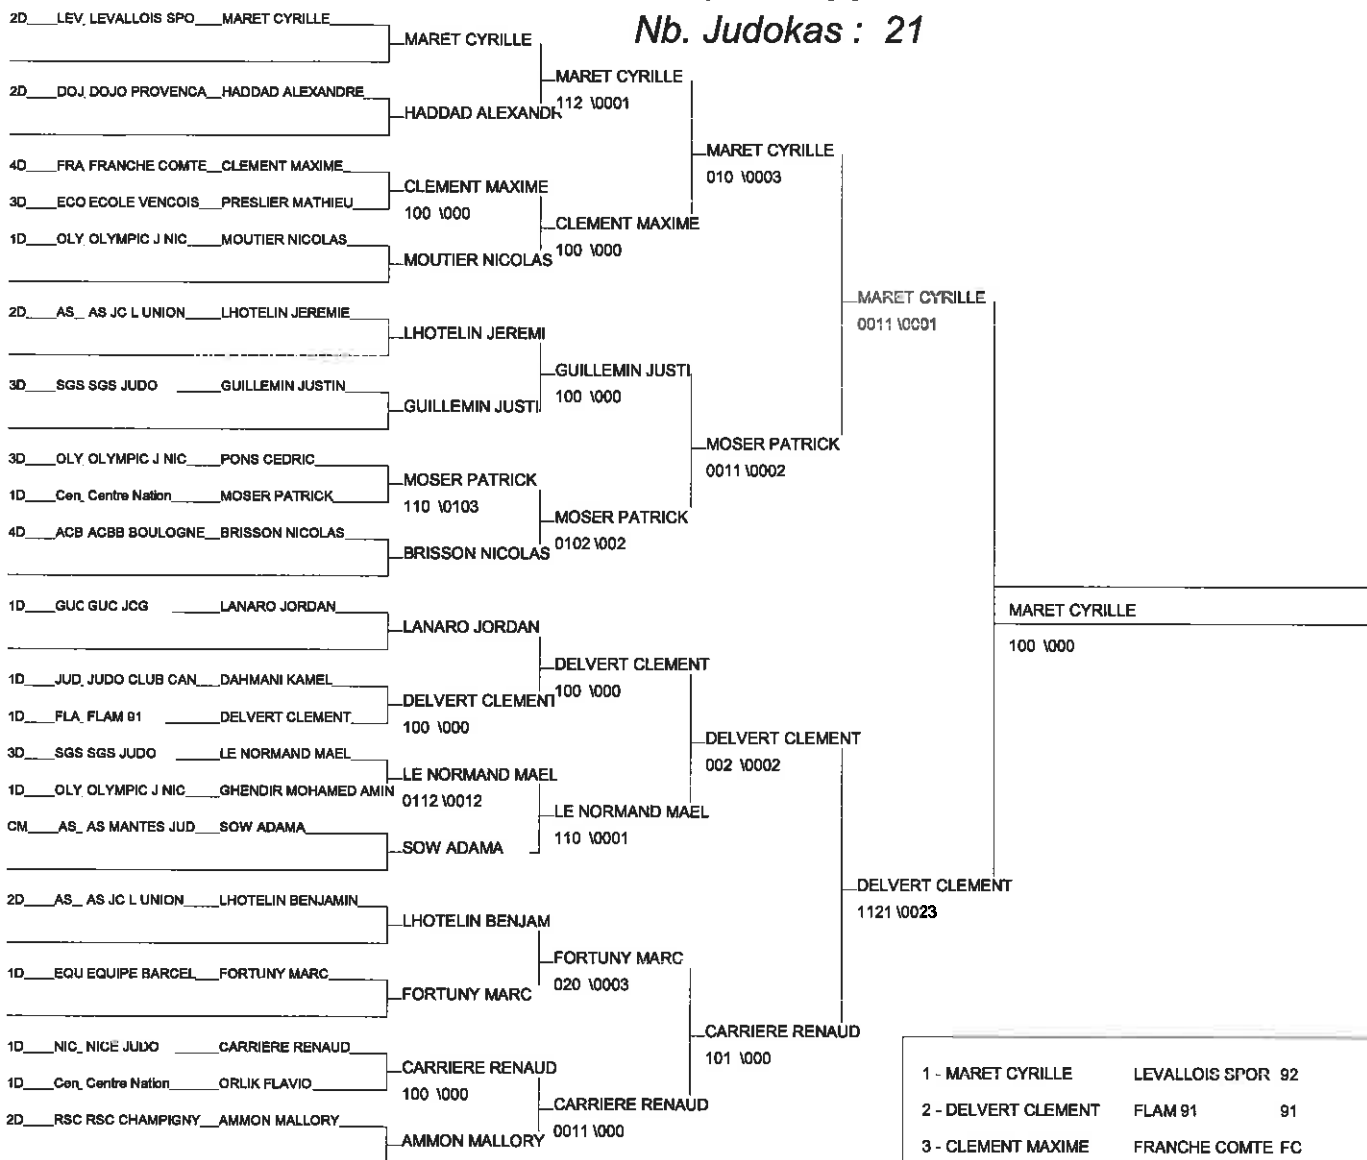 Nb. Judokas : 21
2D LEV LEVALLOIS SPO MARET CYRILLE
2D DOJ DOJO PROVENCA HADDAD ALEXANDRE
4D FRA FRANCHE COMTE CLEMENT MAXIME
3D ECO ECOLE VENCOIS PRESLIER MATHIEU
1D OLY OLYMPIC J NIC MOUTIER NICOLAS
2D AS_ AS JC L UNION LHOTELIN JEREMIE
3D SGS SGS JUDO GUILLEMIN JUSTIN
3D OLY OLYMPIC J NIC PONS CEDRIC
1D Cen Centre Nation MOSER PATRICK
4D ACB ACBB BOULOGNE BRISSON NICOLAS
1D GUC GUC JCG LANARO JORDAN
1D JUD JUDO CLUB CAN DAHMANI KAMEL
1D FLA FLAM 91 DELVERT CLEMENT
3D SGS SGS JUDO LE NORMAND MAEL
1D OLY OLYMPIC J NIC GHENDIR MOHAMED AMIN
CM AS_ AS MANTES JUD SOW ADAMA
2D AS_ AS JC L UNION LHOTELIN BENJAMIN
1D EQU EQUIPE BARCEL FORTUNY MARC
1D NIC_ NICE JUDO CARRIERE RENAUD
1D Cen Centre Nation ORLIK FLAVIO
2D RSC RSC CHAMPIGNY AMMON MALLORY
MARET CYRILLE
HADDAD ALEXANDR
CLEMENT MAXIME
100 \000
MOUTIER NICOLAS
LHOTELIN JEREMI
GUILLEMIN JUSTI
MOSER PATRICK
110 \0103
BRISSON NICOLAS
LANARO JORDAN
DELVERT CLEMENT
100 \000
LE NORMAND MAEL
0112 \0012
SOW ADAMA
LHOTELIN BENJAM
FORTUNY MARC
CARRIERE RENAUD
100 \000
AMMON MALLORY
MARET CYRILLE
112 \0001
CLEMENT MAXIME
100 \000
GUILLEMIN JUSTI
100 \000
MOSER PATRICK
0102 \002
DELVERT CLEMENT
100 \000
LE NORMAND MAEL
110 \0001
FORTUNY MARC
020 \0003
CARRIERE RENAUD
0011 \000
MARET CYRILLE
010 \0003
MOSER PATRICK
0011 \0002
DELVERT CLEMENT
002 \0002
CARRIERE RENAUD
101 \000
MARET CYRILLE
0011 \0001
DELVERT CLEMENT
1121 \0023
MARET CYRILLE
100 \000
1 - MARET CYRILLE LEVALLOIS SPOR 92
2 - DELVERT CLEMENT FLAM 91 91
3 - CLEMENT MAXIME FRANCHE COMTE FC